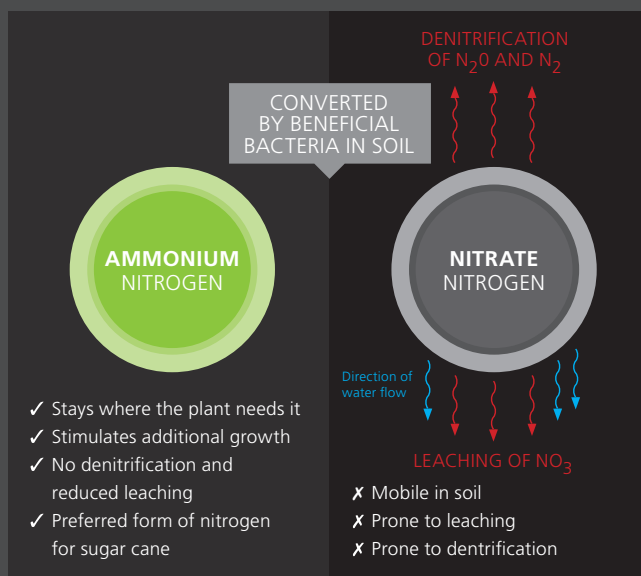 DENITRIFICATION
OF N₂0 AND N₂
CONVERTED
BY BENEFICIAL
BACTERIA IN SOIL
AMMONIUM
NITROGEN
NITRATE
NITROGEN
Direction of
water flow
✓ Stays where the plant needs it
✓ Stimulates additional growth
✓ No denitrification and
reduced leaching
✓ Preferred form of nitrogen
for sugar cane
LEACHING OF NO₃
✗ Mobile in soil
✗ Prone to leaching
✗ Prone to dentrification